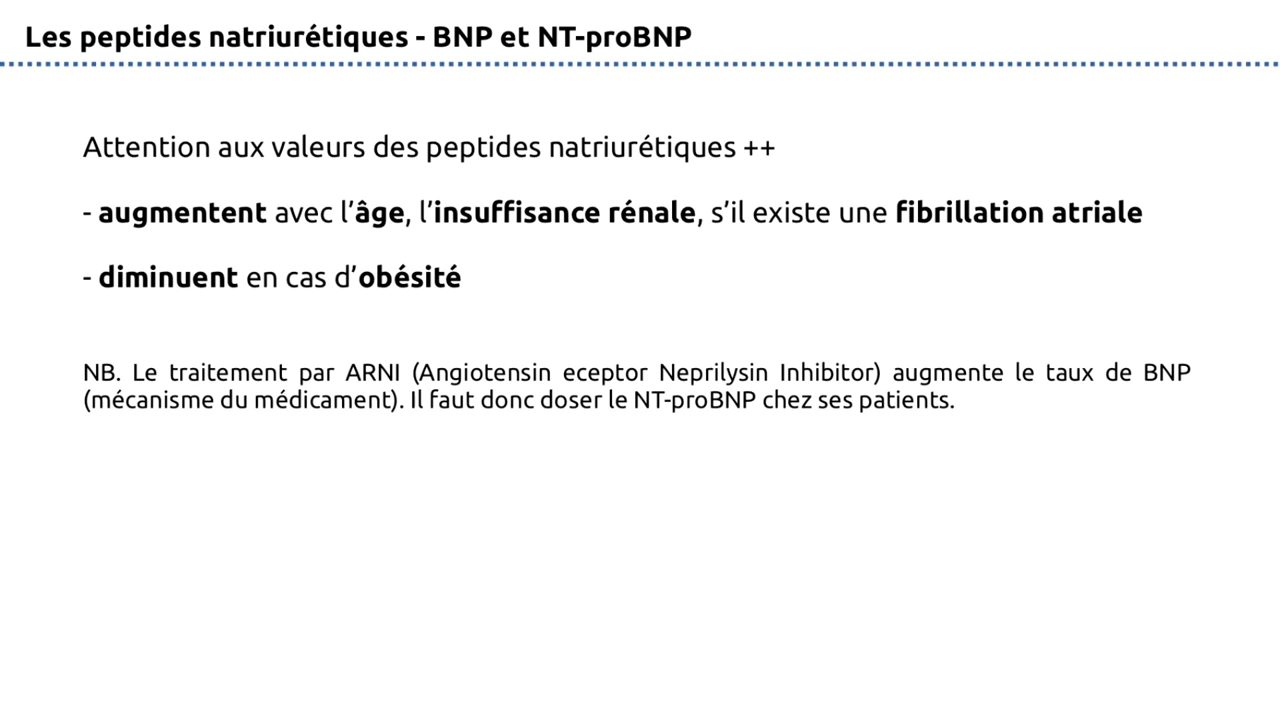 Les peptides natriurétiques - BNP et NT-proBNP
Attention aux valeurs des peptides natriurétiques ++
- augmentent avec l’âge, l’insuffisance rénale, s’il existe une fibrillation atriale
- diminuent en cas d’obésité
NB. Le traitement par ARNI (Angiotensin eceptor Neprilysin Inhibitor) augmente le taux de BNP
(mécanisme du médicament). Il faut donc doser le NT-proBNP chez ses patients.